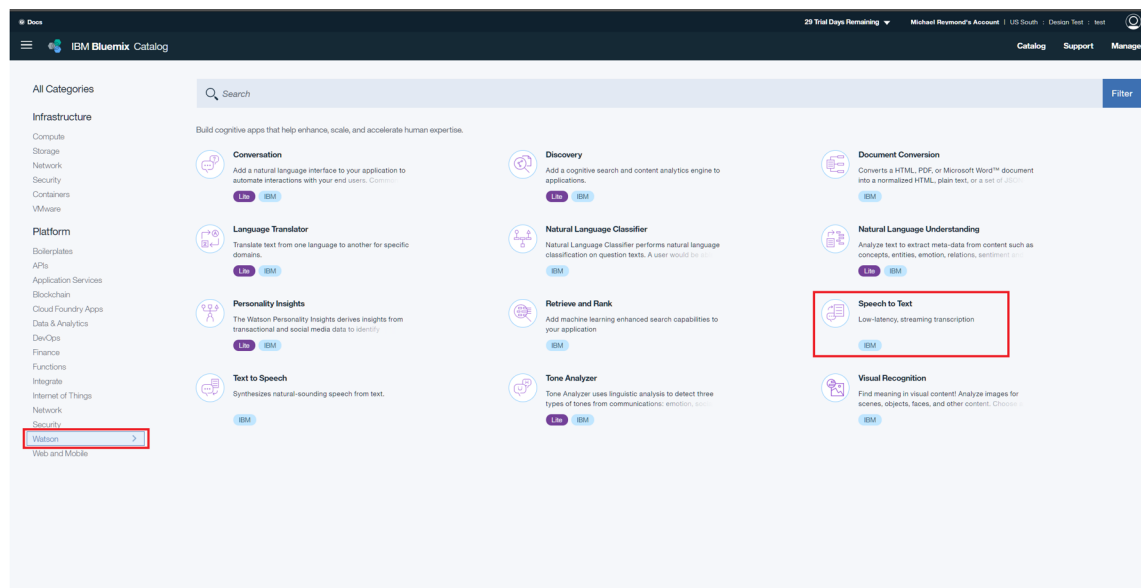 Docs
29 Trial Days Remaining
Michael Reymond's Account | US South : Design Test : test
IBM Bluemix Catalog
Catalog
Support
Manage
All Categories
Infrastructure
Compute
Storage
Network
Security
Containers
VMware
Platform
Boilerplates
APIs
Application Services
Blockchain
Cloud Foundry Apps
Data & Analytics
DevOps
Finance
Functions
Integrate
Internet of Things
Network
Security
Watson
Web and Mobile
Search
Filter
Build cognitive apps that help enhance, scale, and accelerate human expertise.
Conversation
Add a natural language interface to your application to
automate interactions with your end users.
Lite IBM
Discovery
Add a cognitive search and content analytics engine to
applications.
Lite IBM
Document Conversion
Converts a HTML, PDF, or Microsoft Word™ document
into a normalized HTML, plain text, or a set of
IBM
Language Translator
Translate text from one language to another for specific
domains.
Lite IBM
Natural Language Classifier
Natural Language Classifier performs natural language
classification on question texts. A user would be
IBM
Natural Language Understanding
Analyze text to extract meta-data from content such as
concepts, entities, emotion, relations, sentiment
Lite IBM
Personality Insights
The Watson Personality Insights derives insights from
transactional and social media data to identify
Lite IBM
Retrieve and Rank
Add machine learning enhanced search capabilities to
your application
IBM
Speech to Text
Low-latency, streaming transcription
IBM
Text to Speech
Synthesizes natural-sounding speech from text.
IBM
Tone Analyzer
Tone Analyzer uses linguistic analysis to detect three
types of tones from communications: emotion,
Lite IBM
Visual Recognition
Find meaning in visual content! Analyze images for
scenes, objects, faces, and other content. Choose
IBM